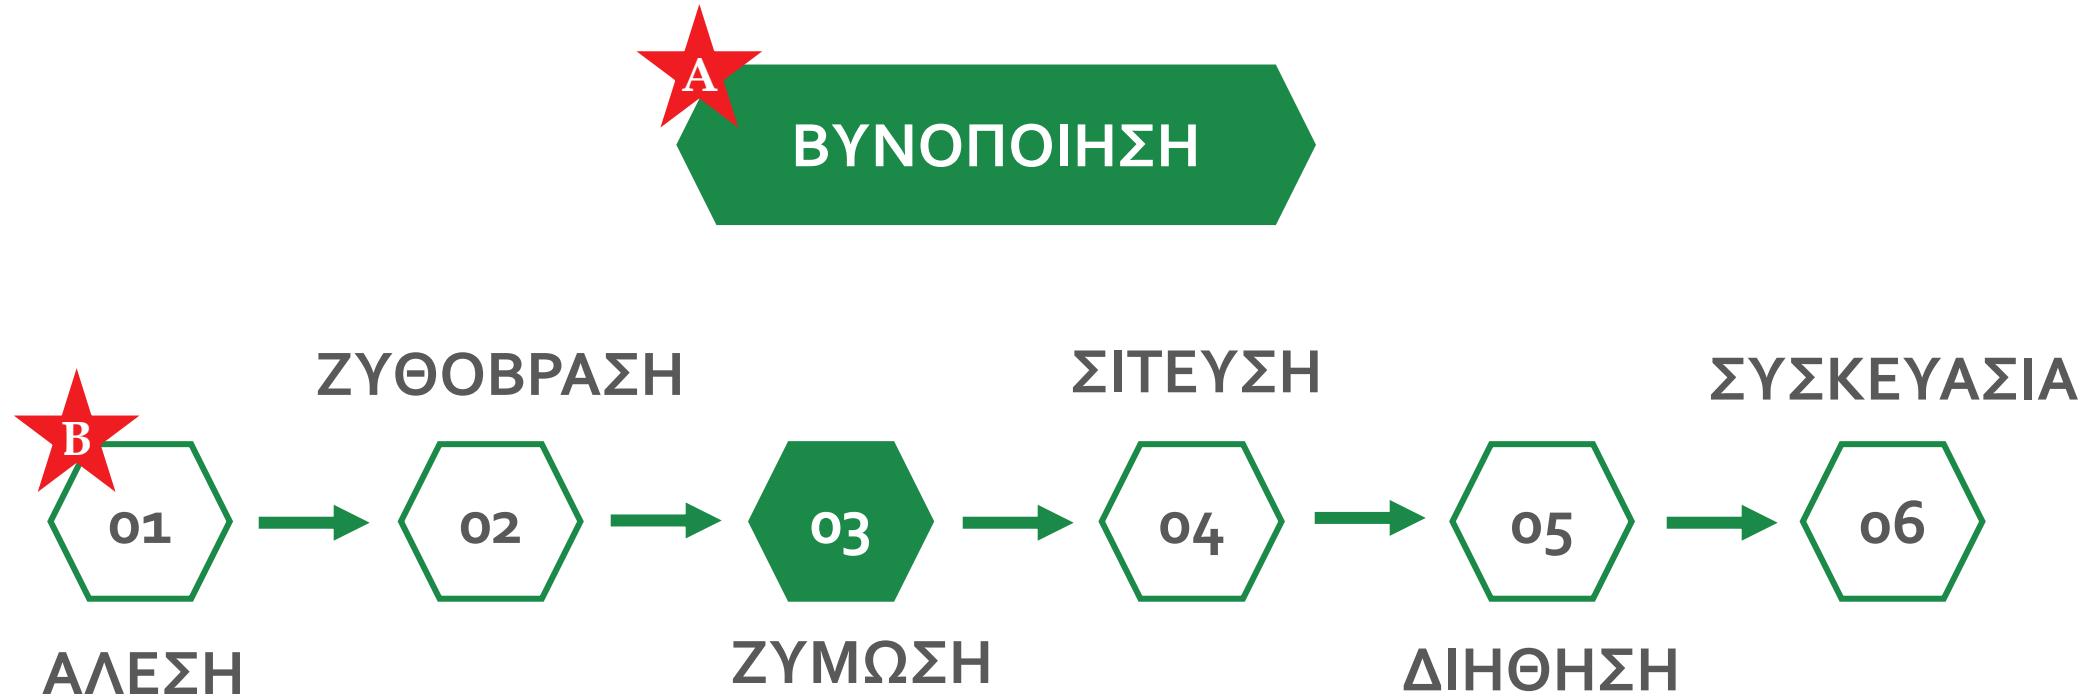 Α
ΒΥΝΟΠΟΙΗΣΗ
ΖΥΘΟΒΡΑΣΗ
ΣΙΤΕΥΣΗ
ΣΥΣΚΕΥΑΣΙΑ
Β
01
02
03
04
05
06
ΑΛΕΣΗ
ΖΥΜΩΣΗ
ΔΙΗΘΗΣΗ